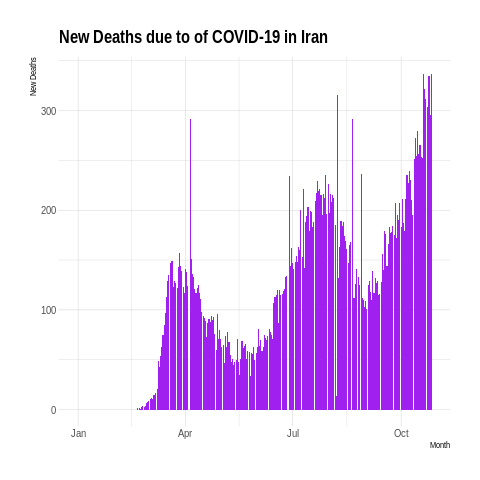 New Deaths due to of COVID-19 in Iran
New Deaths
300
200
100
0
Jan Apr Jul Oct
Month